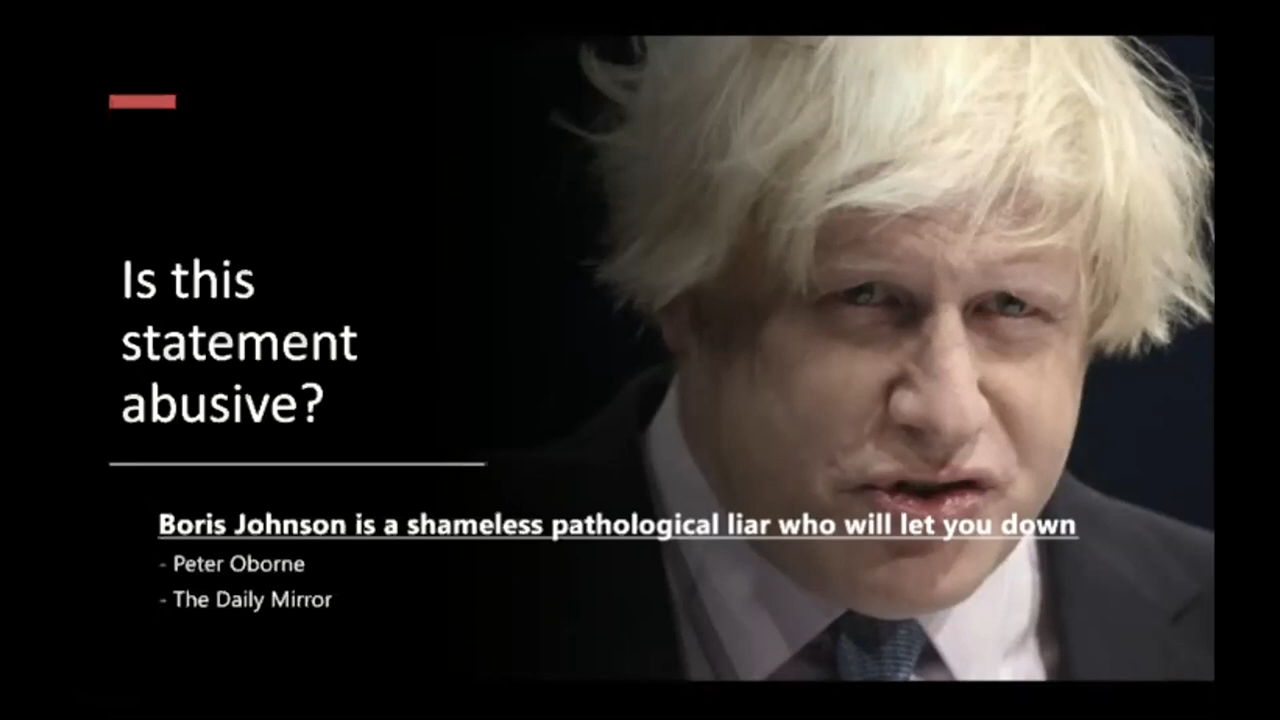 Is this
statement
abusive?
Boris Johnson is a shameless pathological liar who will let you down
- Peter Oborne
- The Daily Mirror